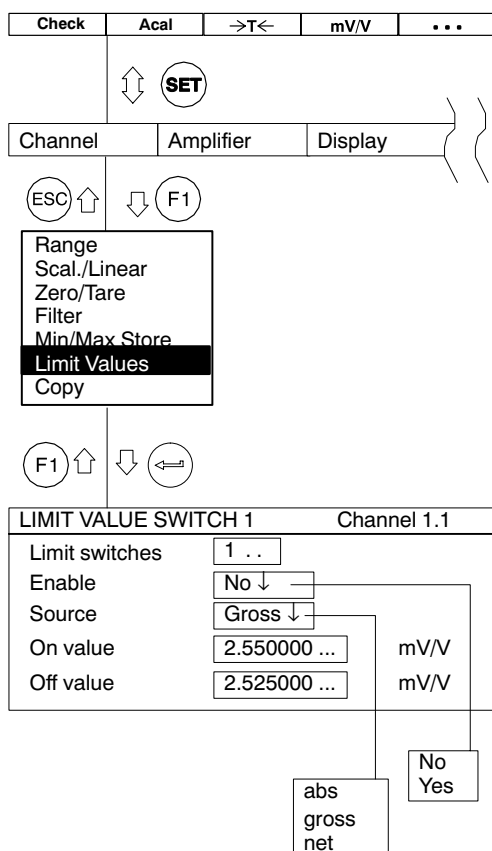 Check Acal →T← mV/V ...
SET
Channel Amplifier Display
ESC F1
Range
Scal./Linear
Zero/Tare
Filter
Min/Max Store
Limit Values
Copy
F1
LIMIT VALUE SWITCH 1 Channel 1.1
Limit switches 1 . .
Enable No ↓
Source Gross ↓
On value 2.550000 ... mV/V
Off value 2.525000 ... mV/V
No
Yes
abs
gross
net